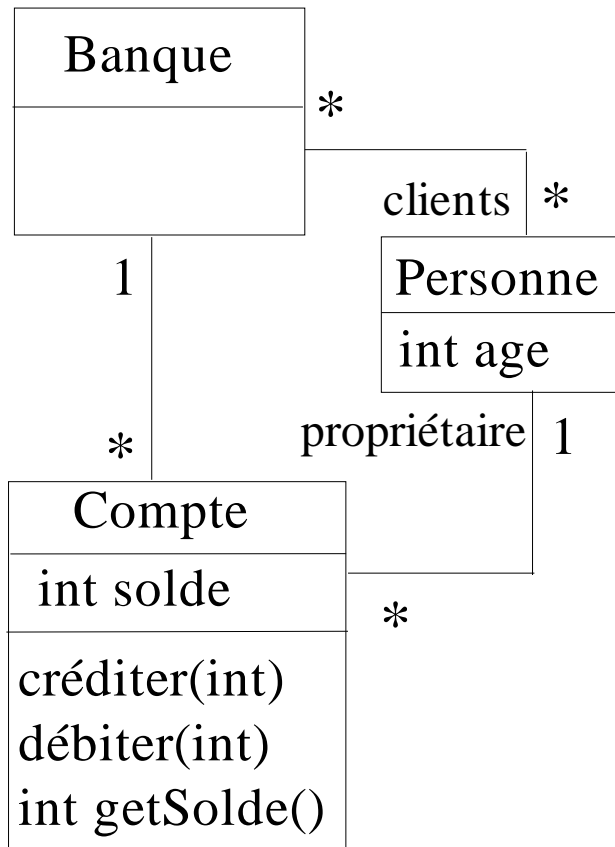 Banque
*
clients *
1
Personne
int age
propriétaire 1
*
Compte
int solde
*
créditer(int)
débiter(int)
int getSolde()